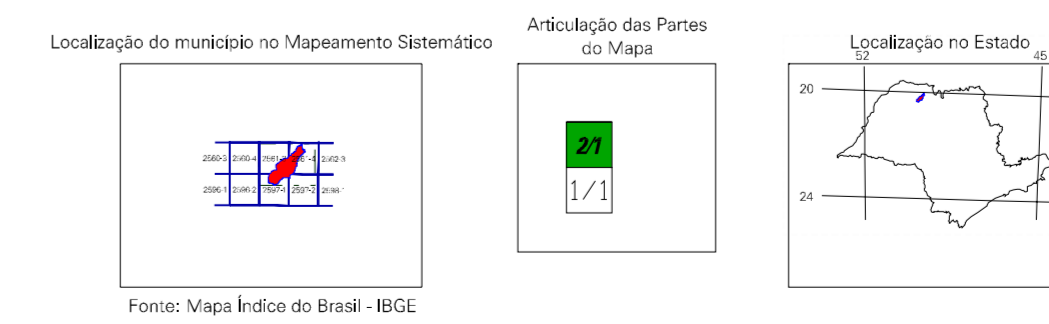 Localização do município no Mapeamento Sistemático
2560-3 2560-4 2562-3
2596-1 2596-2 2597-1 2597-2
Fonte: Mapa Índice do Brasil - IBGE
Articulação das Partes
do Mapa
2/1
1/1
Localização no Estado
52 45
20
24